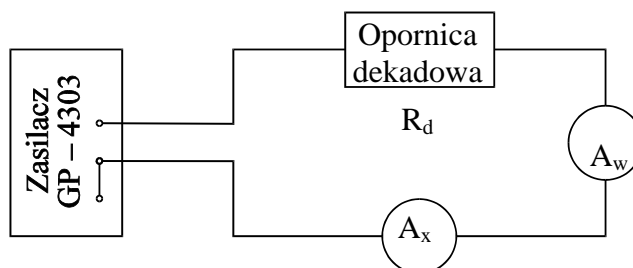 Zasilacz
GP – 4303
Opornica
dekadowa
R_d
A_w
A_x